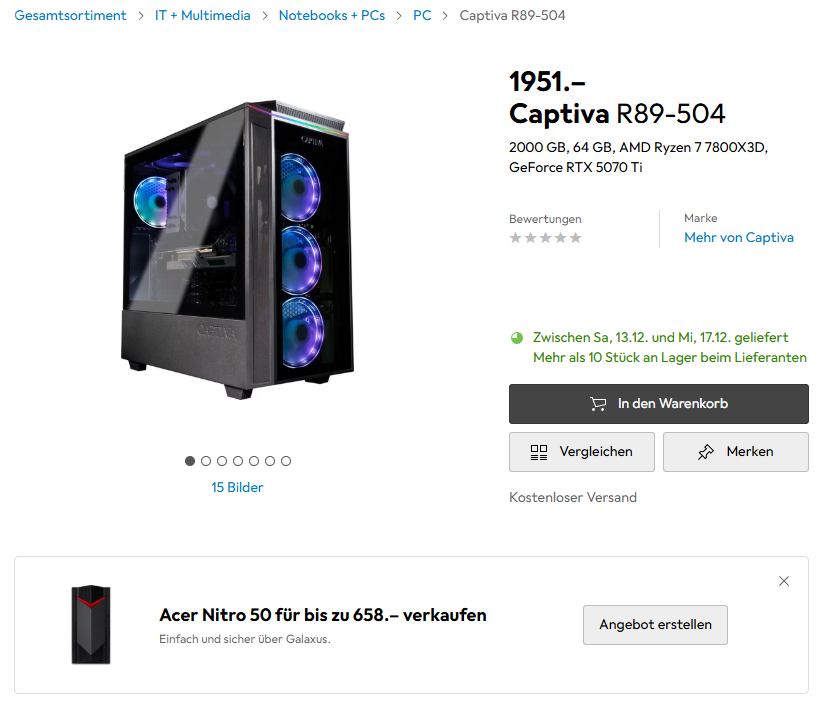 Gesamtsortiment > IT + Multimedia > Notebooks + PCs > PC > Captiva R89-504
CAPTIVA
CAPTIVA
15 Bilder
1951.–
Captiva R89-504
2000 GB, 64 GB, AMD Ryzen 7 7800X3D,
GeForce RTX 5070 Ti
Bewertungen
Marke
Mehr von Captiva
Zwischen Sa, 13.12. und Mi, 17.12. geliefert
Mehr als 10 Stück an Lager beim Lieferanten
In den Warenkorb
Vergleichen
Merken
Kostenloser Versand
Acer Nitro 50 für bis zu 658.– verkaufen
Einfach und sicher über Galaxus.
Angebot erstellen